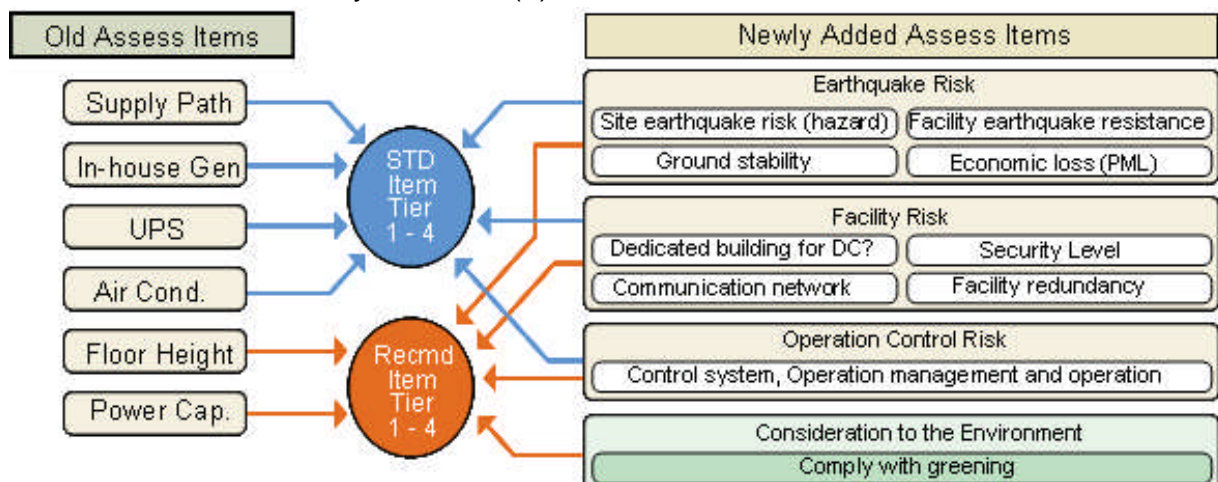 Old Assess Items
Supply Path
In-house Gen
UPS
Air Cond.
Floor Height
Power Cap.
STD
Item
Tier
1 - 4
Recmd
Item
Tier
1 - 4
Newly Added Assess Items
Earthquake Risk
Site earthquake risk (hazard)
Facility earthquake resistance
Ground stability
Economic loss (PML)
Facility Risk
Dedicated building for DC?
Security Level
Communication network
Facility redundancy
Operation Control Risk
Control system, Operation management and operation
Consideration to the Environment
Comply with greening